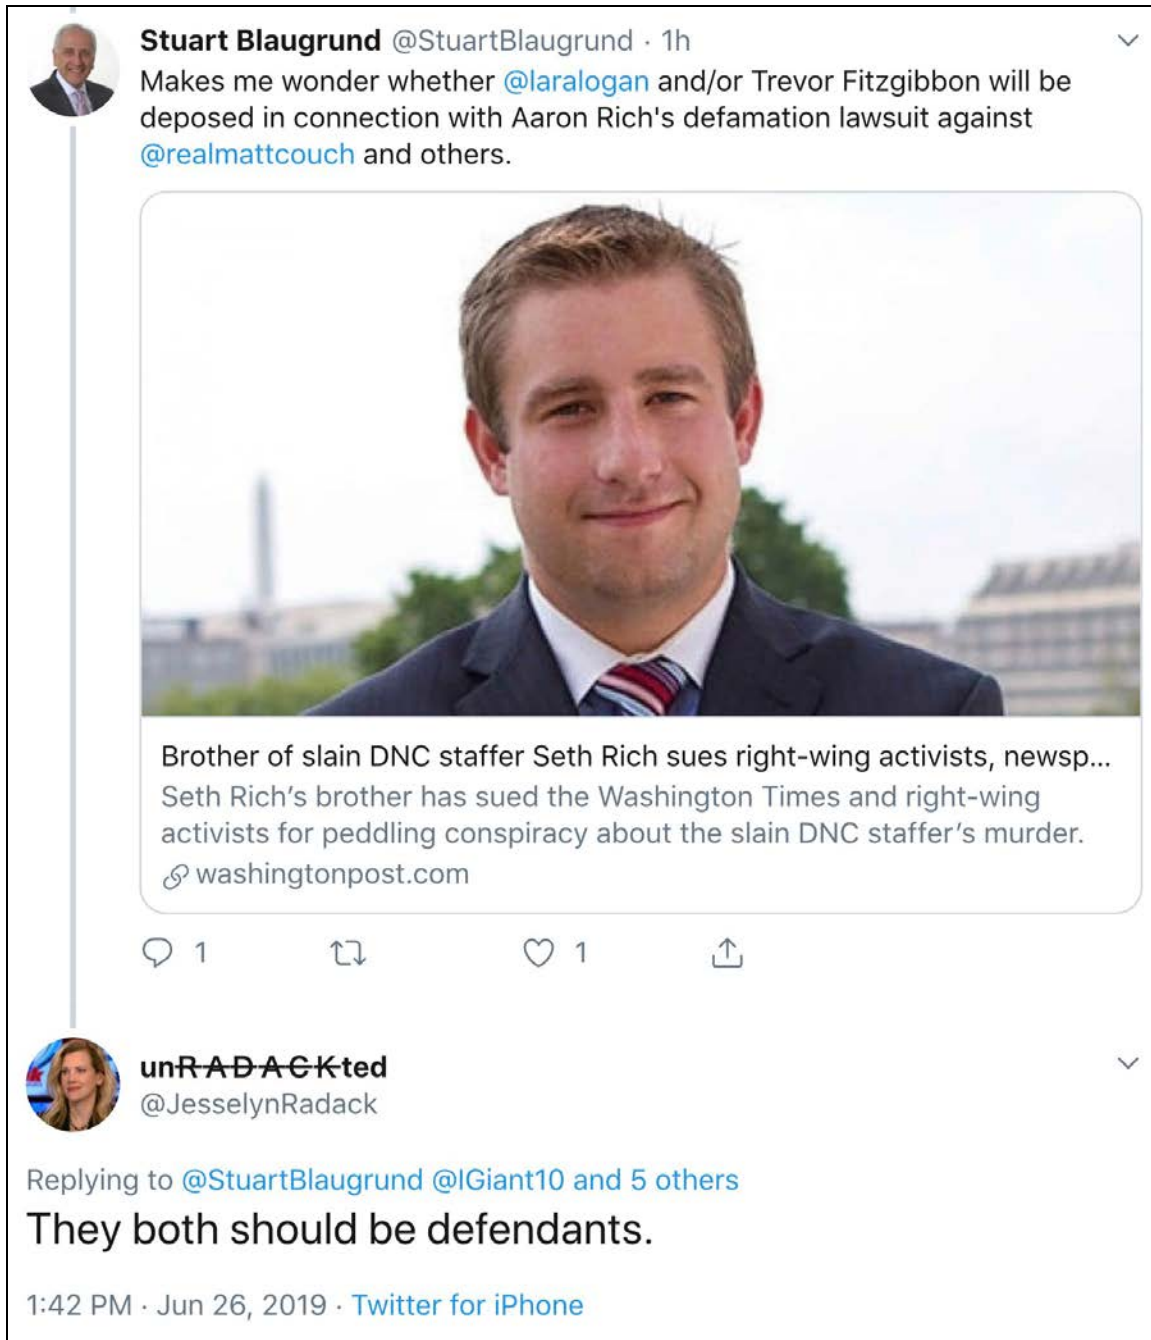 Stuart Blaugrund @StuartBlaugrund · 1h
Makes me wonder whether @laralogan and/or Trevor Fitzgibbon will be
deposed in connection with Aaron Rich's defamation lawsuit against
@realmattcouch and others.
Brother of slain DNC staffer Seth Rich sues right-wing activists, newsp...
Seth Rich's brother has sued the Washington Times and right-wing
activists for peddling conspiracy about the slain DNC staffer's murder.
washingtonpost.com
1 1
unRADACKted
@JesselynRadack
Replying to @StuartBlaugrund @IGiant10 and 5 others
They both should be defendants.
1:42 PM · Jun 26, 2019 · Twitter for iPhone